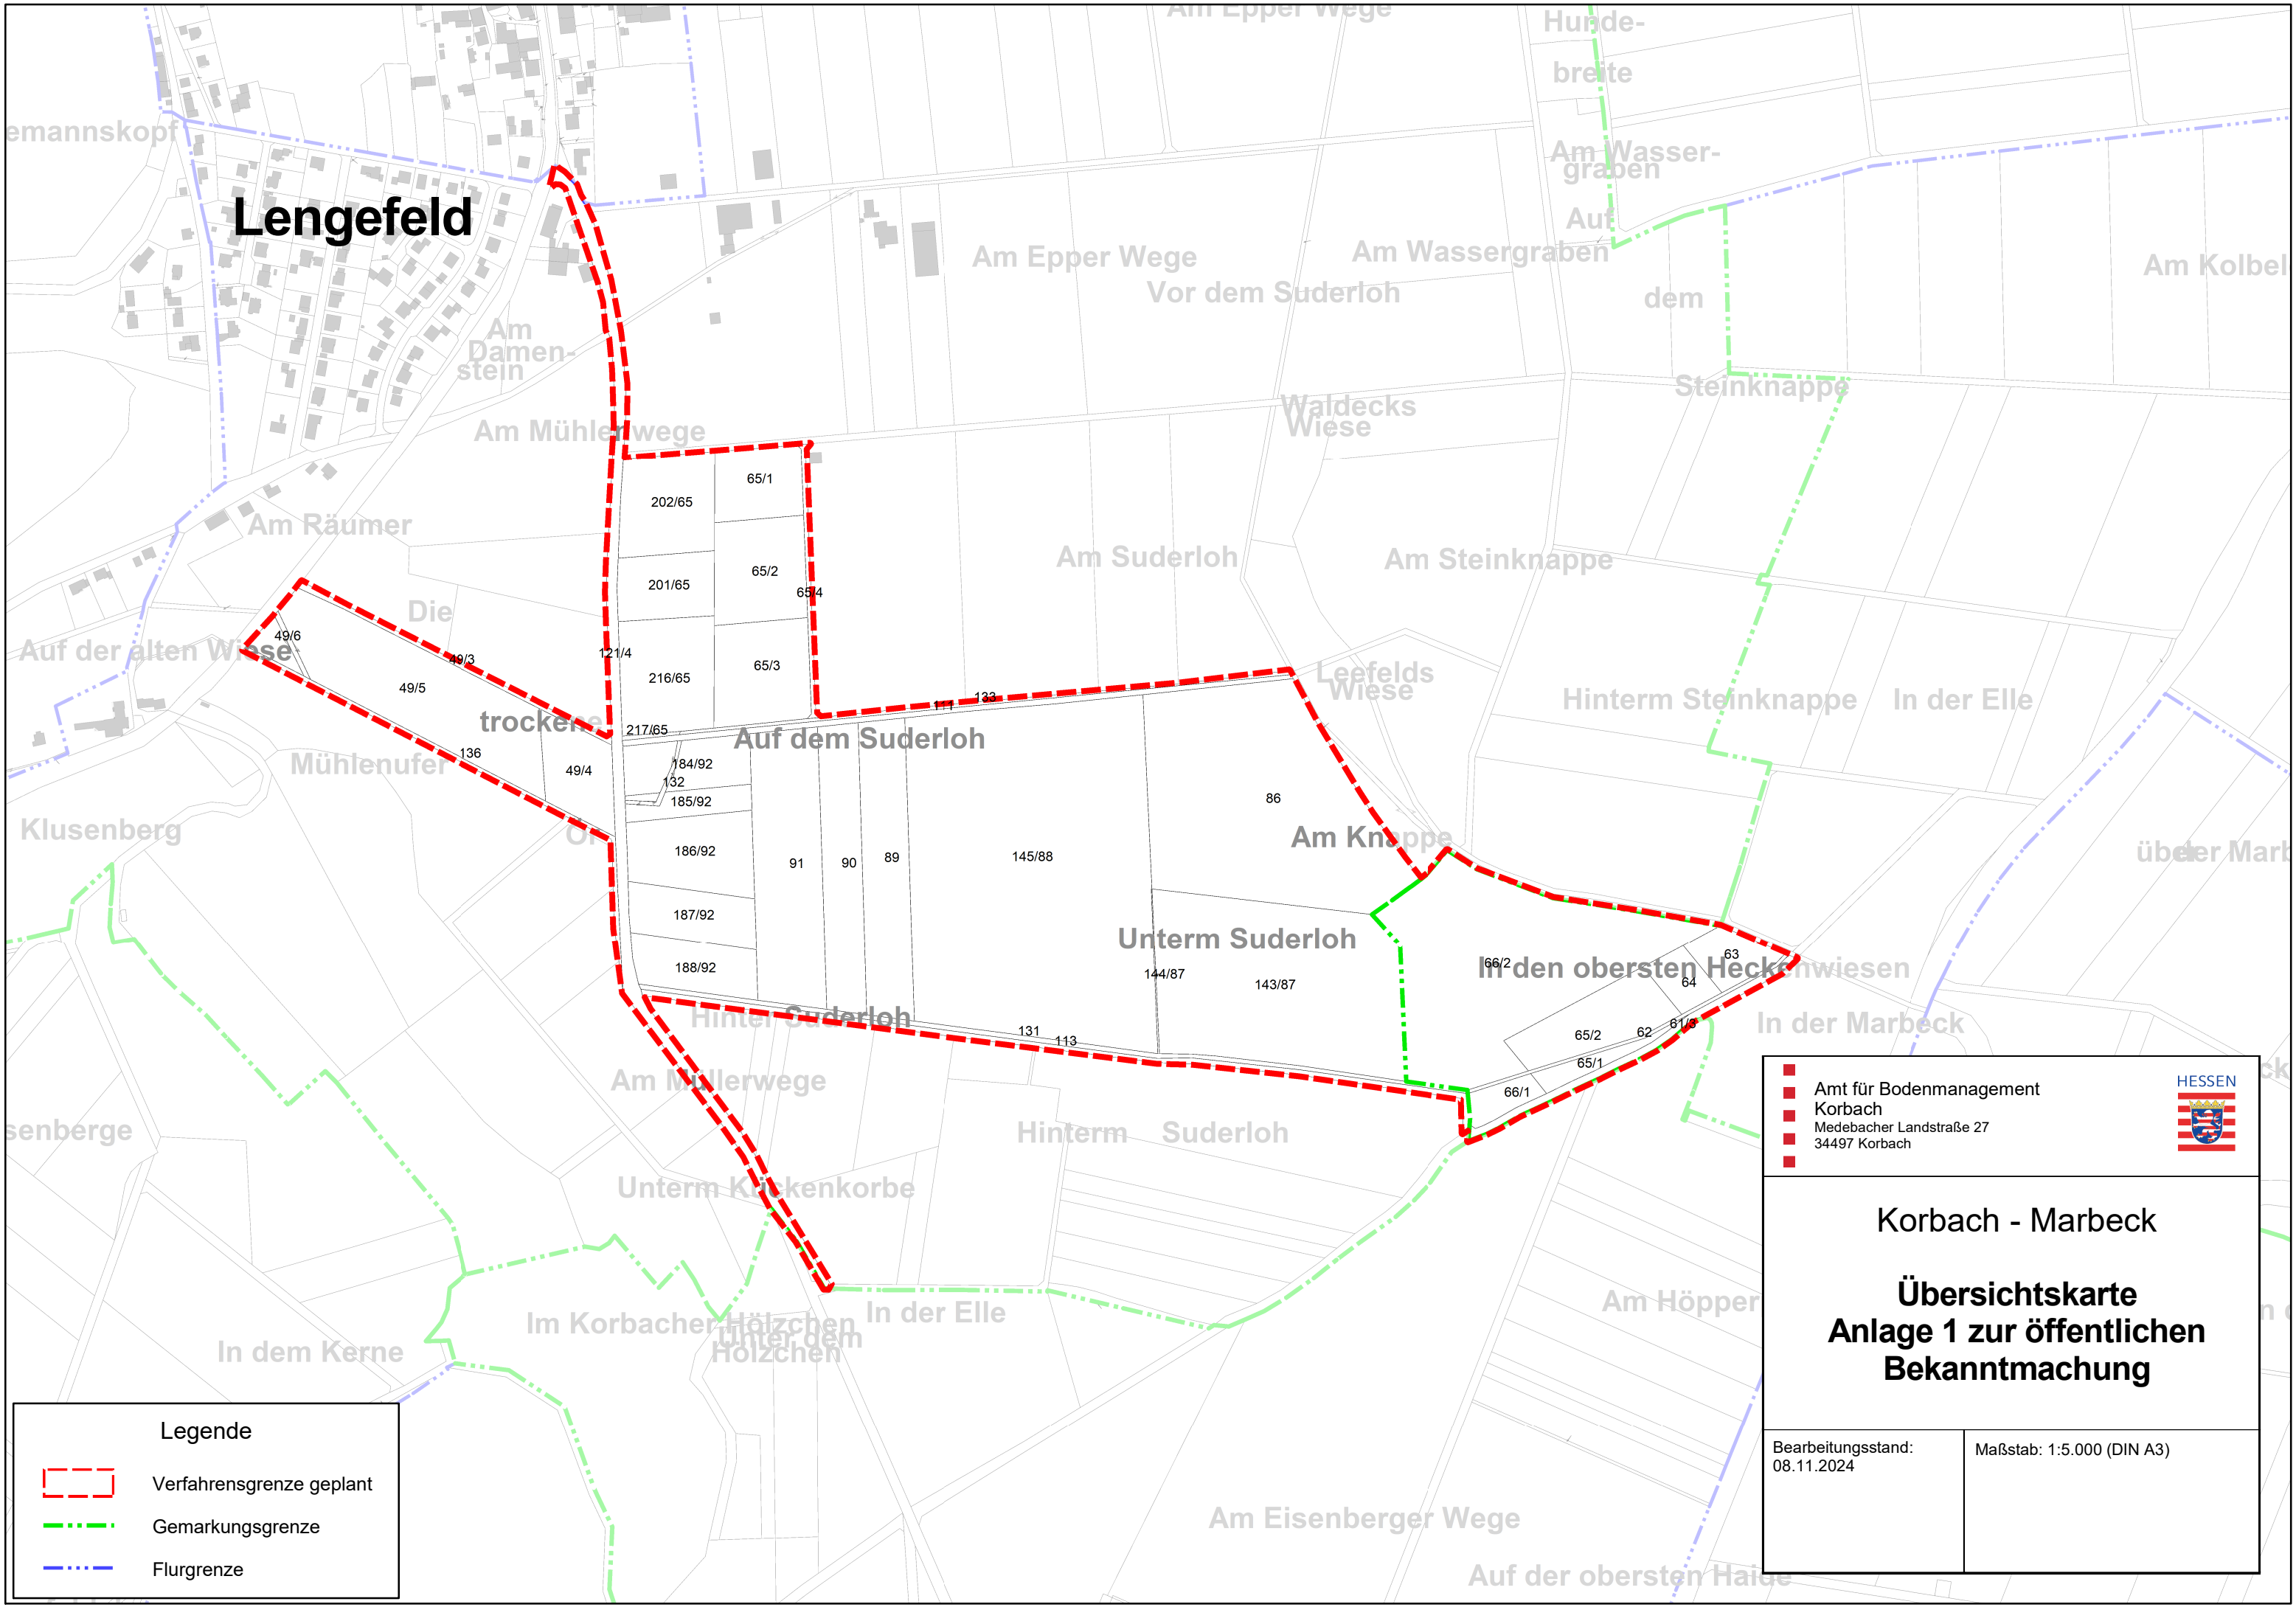 Am Epper Wege
Hunde-
breite
emannskopf
Am Wasser-
graben
Lengefeld
Auf
Am Epper Wege
Am Wassergraben
Am Kolbel
Vor dem Suderloh
dem
Am
Damen-
stein
Steinknappe
Waldecks
Wiese
Am Mühlenwege
65/1
202/65
Am Räumer
Am Suderloh
Am Steinknappe
65/2
201/65
65/4
Die
49/6
Auf der alten Wiese
49/3
121/4
65/3
216/65
49/5
Leefelds
Wiese
133
111
Hinterm Steinknappe
In der Elle
trockene
217/65
Auf dem Suderloh
136
Mühlenufer
49/4
184/92
132
185/92
86
Klusenberg
Am Knappe
186/92
91
90
89
145/88
über
der Marb
187/92
Unterm Suderloh
188/92
144/87
143/87
66/2
In den obersten Heckenwiesen
63
64
Hinter Suderloh
131
113
65/2
62
61/3
In der Marbeck
65/1
66/1
Am Müllerwege
senberge
Hinterm Suderloh
Unterm Kückenkorbe
Im Korbacher Hölzchen
Unter dem
Hölzchen
In der Elle
Am Höpper
In dem Kerne
Am Eisenberger Wege
Auf der obersten Haide
Amt für Bodenmanagement
Korbach
Medebacher Landstraße 27
34497 Korbach
HESSEN
Korbach - Marbeck
Übersichtskarte
Anlage 1 zur öffentlichen
Bekanntmachung
Bearbeitungsstand:
08.11.2024
Maßstab: 1:5.000 (DIN A3)
Legende
Verfahrensgrenze geplant
Gemarkungsgrenze
Flurgrenze